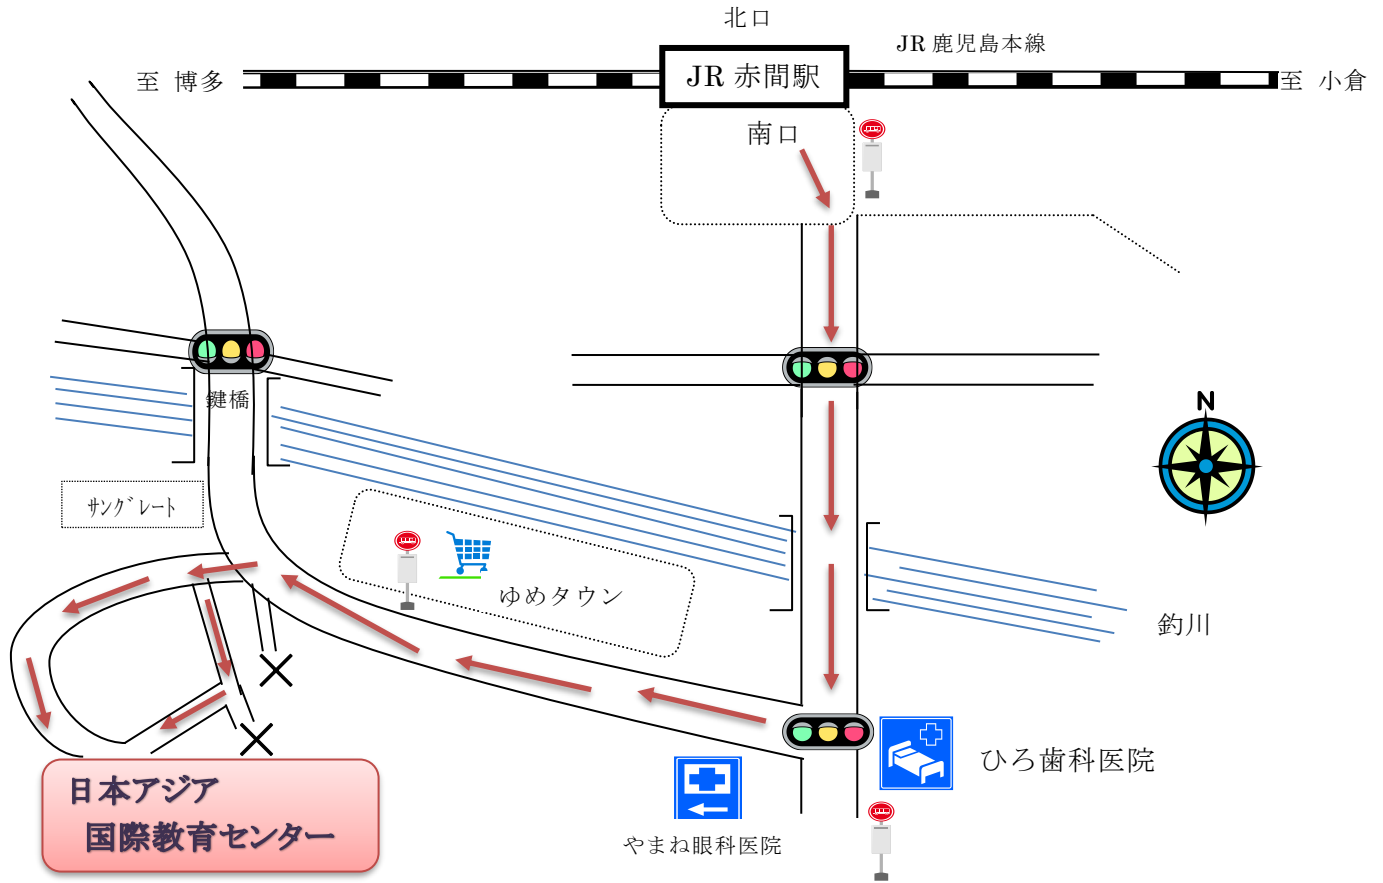 北口
JR 鹿児島本線
至 博多
JR 赤間駅
至 小倉
南口
鍵橋
N
サングレート
ゆめタウン
釣川
ひろ歯科医院
日本アジア
国際教育センター
やまね眼科医院